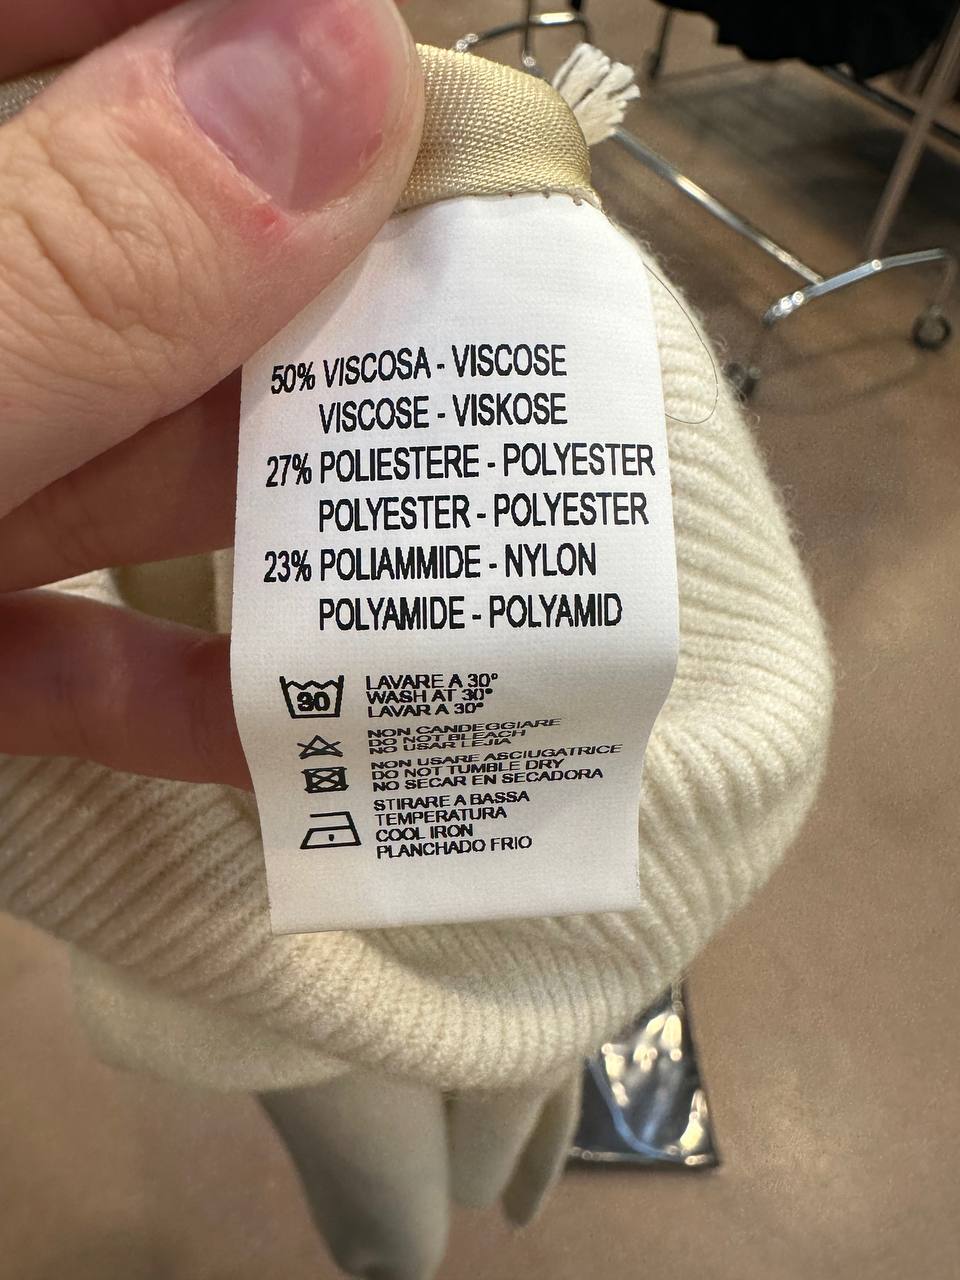 50% VISCOSA - VISCOSE
VISCOSE - VISKOSE
27% POLIESTERE - POLYESTER
POLYESTER - POLYESTER
23% POLIAMMIDE - NYLON
POLYAMIDE - POLYAMID
30
LAVARE A 30°
WASH AT 30°
LAVAR A 30°
NON CANDEGGIARE
DO NOT BLEACH
NO USAR LEJIA
NON USARE ASCIUGATRICE
DO NOT TUMBLE DRY
NO SECAR EN SECADORA
STIRARE A BASSA
TEMPERATURA
COOL IRON
PLANCHADO FRIO